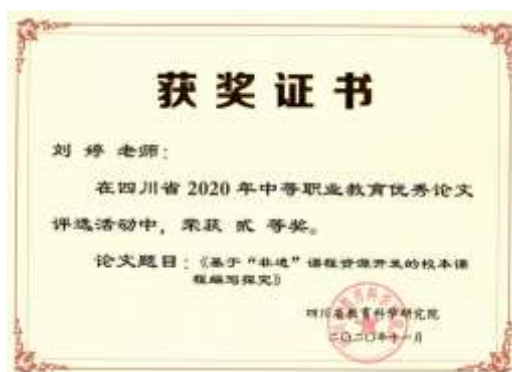 获奖证书
刘婷 老师：
在四川省2020年中等职业教育优秀论文
评选活动中，荣获 贰 等奖。
论文题目：《基于“非遗”课程资源开发的校本课
程编写探究》
四川省教育科学研究院
二〇二〇年十一月